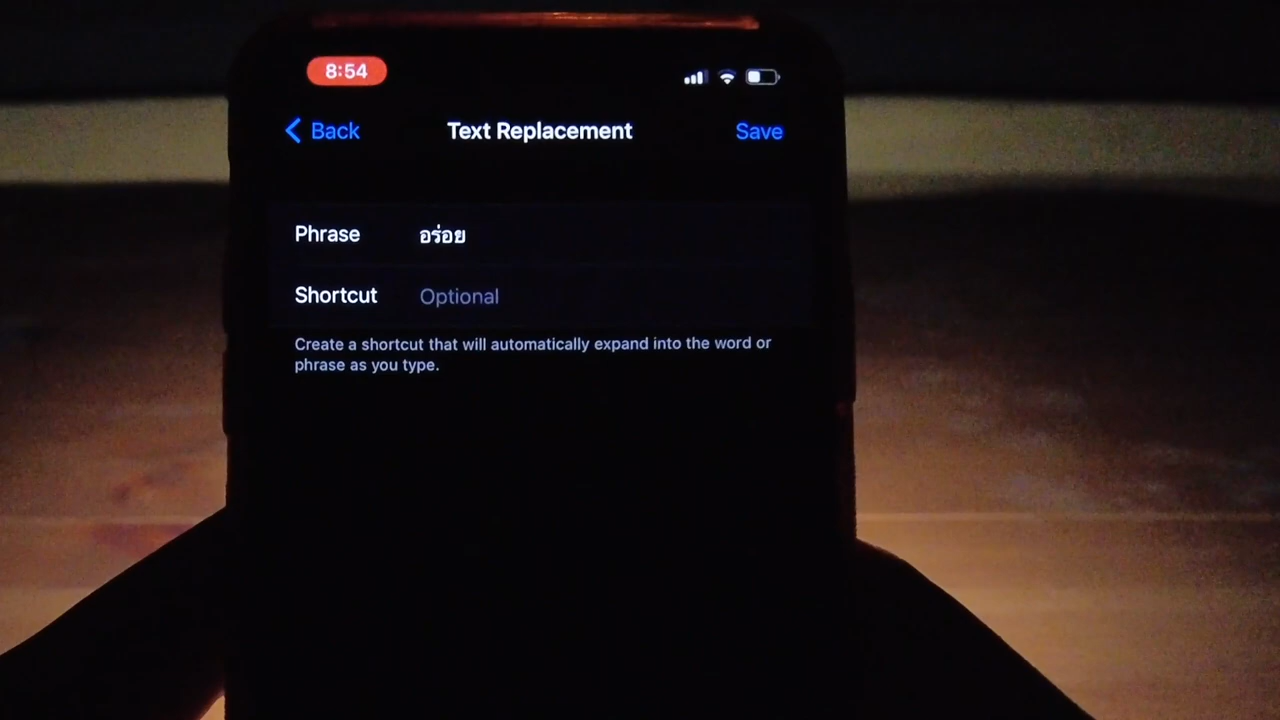 8:54
Back Text Replacement Save
Phrase อร่อย
Shortcut Optional
Create a shortcut that will automatically expand into the word or
phrase as you type.